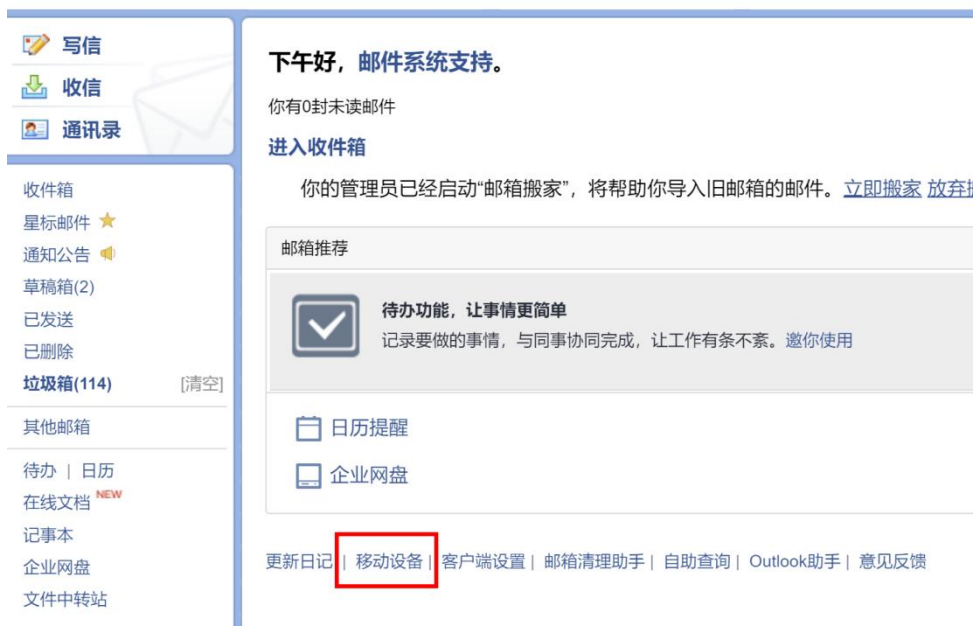 写信
收信
通讯录
收件箱
星标邮件
通知公告
草稿箱(2)
已发送
已删除
垃圾箱(114) [清空]
其他邮箱
待办 | 日历
在线文档 NEW
记事本
企业网盘
文件中转站
下午好，邮件系统支持。
你有0封未读邮件
进入收件箱
你的管理员已经启动“邮箱搬家”，将帮助你导入旧邮箱的邮件。立即搬家 放弃
邮箱推荐
待办功能，让事情更简单
记录要做的事情，与同事协同完成，让工作有条不紊。邀你使用
日历提醒
企业网盘
更新日记 | 移动设备 | 客户端设置 | 邮箱清理助手 | 自助查询 | Outlook助手 | 意见反馈